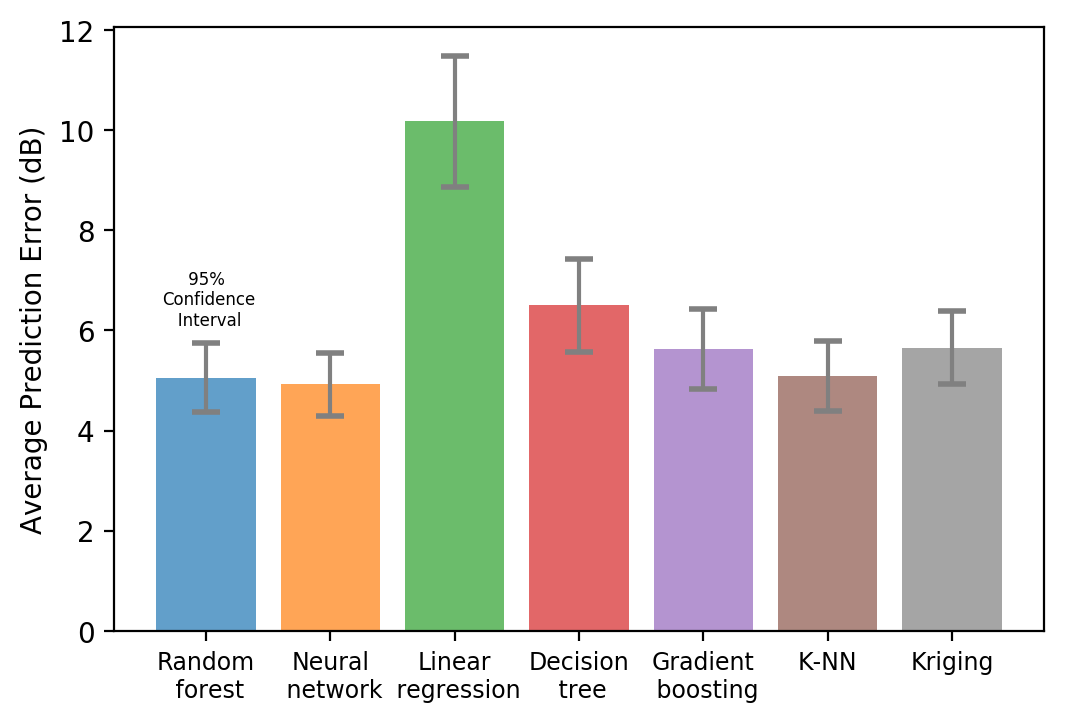 Average Prediction Error (dB)
12
10
8
6
4
2
0
95%
Confidence
Interval
Random
forest
Neural
network
Linear
regression
Decision
tree
Gradient
boosting
K-NN
Kriging